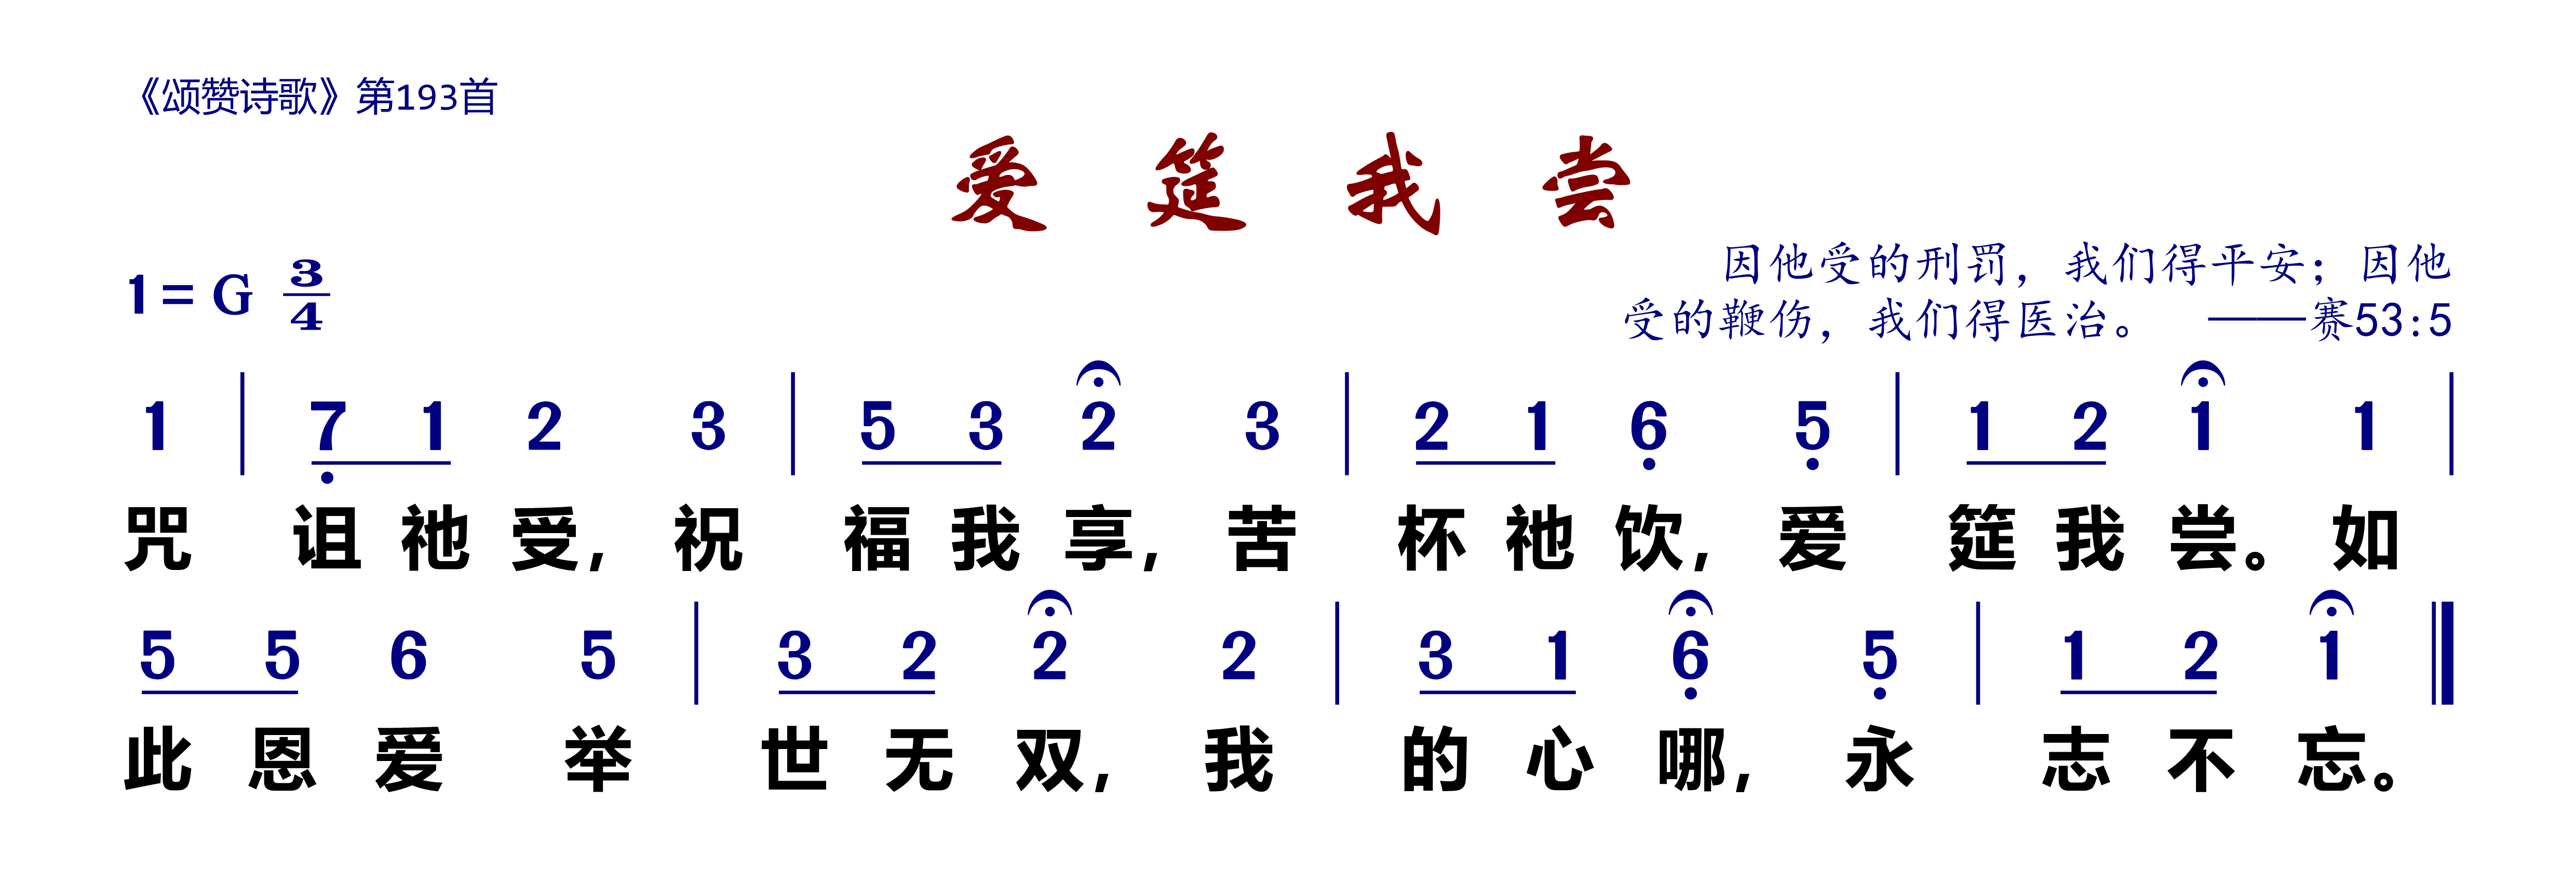 《颂赞诗歌》第193首
爱筵我尝
1=G 3/4
因他受的刑罚，我们得平安；因他
受的鞭伤，我们得医治。 ——赛53:5
1 | 7 1 2 3 | 5 3 2 3 | 2 1 6 5 | 1 2 1 1 |
咒 诅 祂 受，祝 福 我 享，苦 杯 祂 饮，爱 筵 我 尝。如
5 5 6 5 | 3 2 2 2 | 3 1 6 5 | 1 2 1 ‖
此 恩 爱 举 世 无 双，我 的 心 哪，永 志 不 忘。